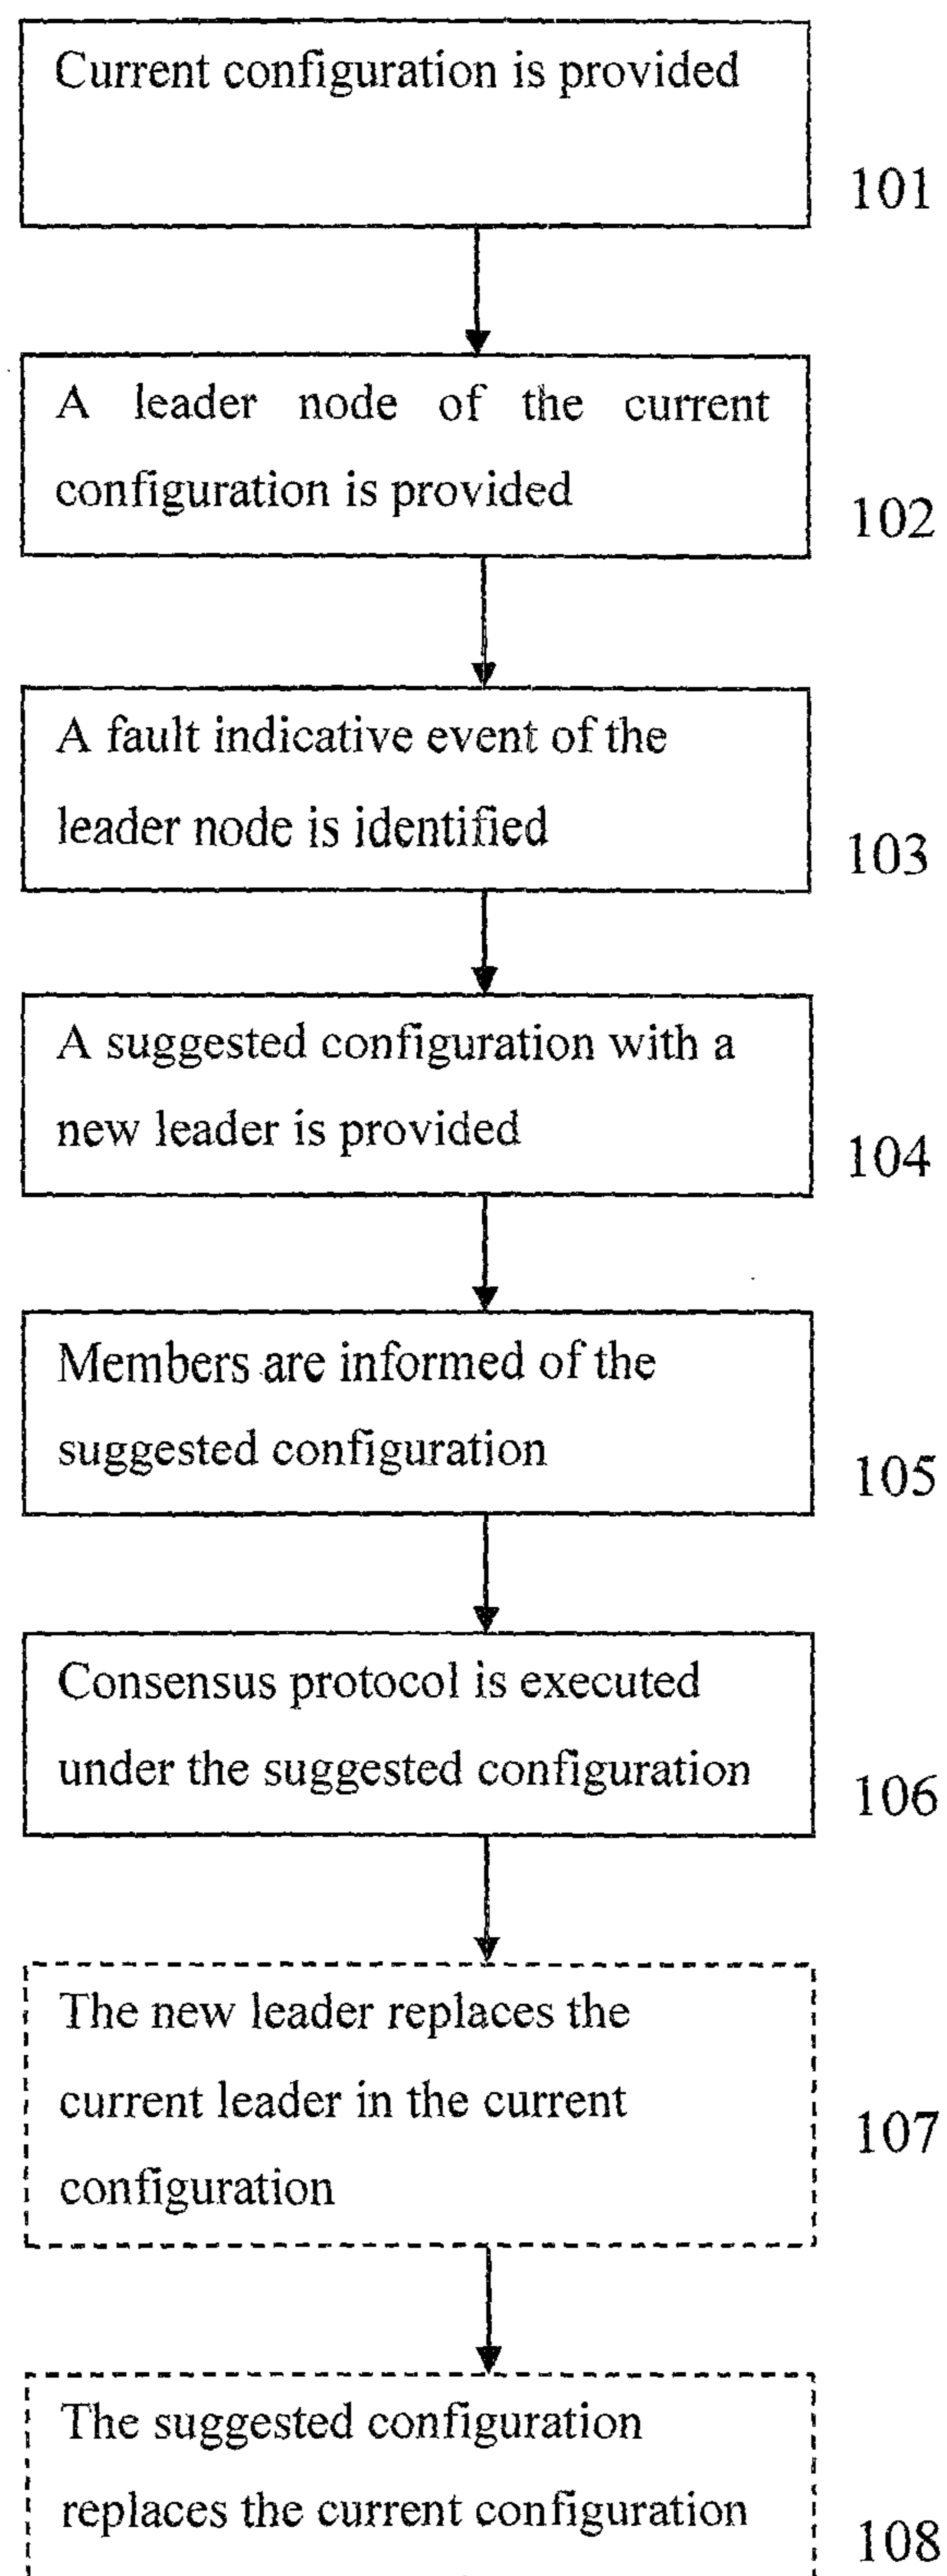 Current configuration is provided
101
A leader node of the current
configuration is provided
102
A fault indicative event of the
leader node is identified
103
A suggested configuration with a
new leader is provided
104
Members are informed of the
suggested configuration
105
Consensus protocol is executed
under the suggested configuration
106
The new leader replaces the
current leader in the current
configuration
107
The suggested configuration
replaces the current configuration
108